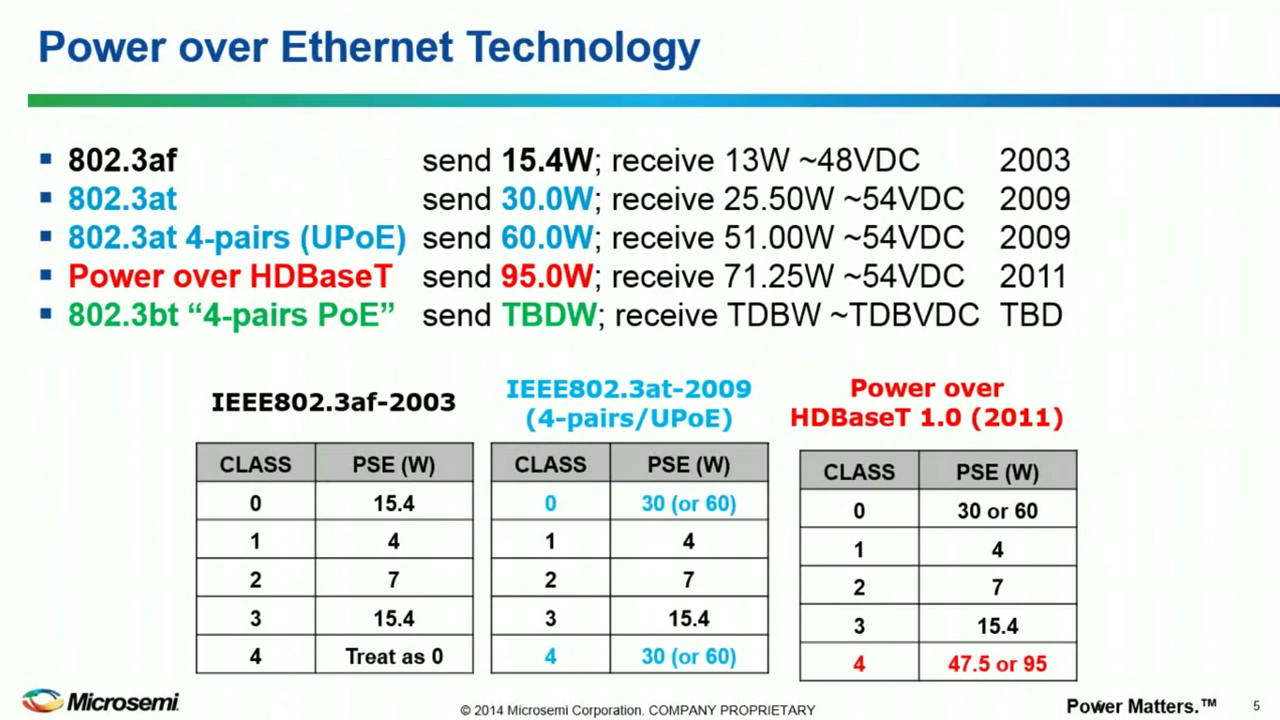 Power over Ethernet Technology
802.3af send 15.4W; receive 13W ~48VDC 2003
802.3at send 30.0W; receive 25.50W ~54VDC 2009
802.3at 4-pairs (UPoE) send 60.0W; receive 51.00W ~54VDC 2009
Power over HDBaseT send 95.0W; receive 71.25W ~54VDC 2011
802.3bt “4-pairs PoE” send TBDW; receive TDBW ~TDBVDC TBD
IEEE802.3af-2003
CLASS PSE (W)
0 15.4
1 4
2 7
3 15.4
4 Treat as 0
IEEE802.3at-2009
(4-pairs/UPoE)
CLASS PSE (W)
0 30 (or 60)
1 4
2 7
3 15.4
4 30 (or 60)
Power over
HDBaseT 1.0 (2011)
CLASS PSE (W)
0 30 or 60
1 4
2 7
3 15.4
4 47.5 or 95
Microsemi
© 2014 Microsemi Corporation. COMPANY PROPRIETARY
Power Matters.™ 5